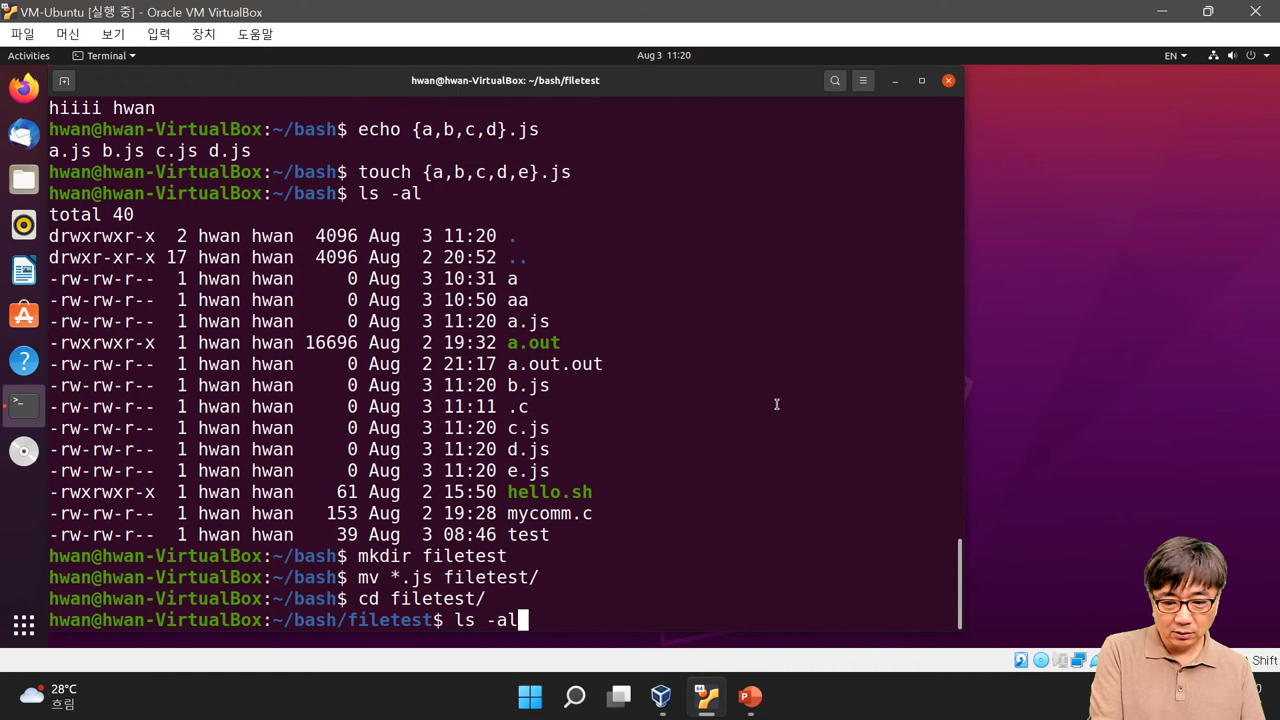 VM-Ubuntu [실행 중] - Oracle VM VirtualBox
파일 머신 보기 입력 장치 도움말
Activities Terminal Aug 3 11:20 EN
hwan@hwan-VirtualBox: ~/bash/filetest
hiiii hwan
hwan@hwan-VirtualBox:~/bash$ echo {a,b,c,d}.js
a.js b.js c.js d.js
hwan@hwan-VirtualBox:~/bash$ touch {a,b,c,d,e}.js
hwan@hwan-VirtualBox:~/bash$ ls -al
total 40
drwxrwxr-x 2 hwan hwan 4096 Aug 3 11:20 .
drwxr-xr-x 17 hwan hwan 4096 Aug 2 20:52 ..
-rw-rw-r-- 1 hwan hwan 0 Aug 3 10:31 a
-rw-rw-r-- 1 hwan hwan 0 Aug 3 10:50 aa
-rw-rw-r-- 1 hwan hwan 0 Aug 3 11:20 a.js
-rwxrwxr-x 1 hwan hwan 16696 Aug 2 19:32 a.out
-rw-rw-r-- 1 hwan hwan 0 Aug 2 21:17 a.out.out
-rw-rw-r-- 1 hwan hwan 0 Aug 3 11:20 b.js
-rw-rw-r-- 1 hwan hwan 0 Aug 3 11:11 .c
-rw-rw-r-- 1 hwan hwan 0 Aug 3 11:20 c.js
-rw-rw-r-- 1 hwan hwan 0 Aug 3 11:20 d.js
-rw-rw-r-- 1 hwan hwan 0 Aug 3 11:20 e.js
-rwxrwxr-x 1 hwan hwan 61 Aug 2 15:50 hello.sh
-rw-rw-r-- 1 hwan hwan 153 Aug 2 19:28 mycomm.c
-rw-rw-r-- 1 hwan hwan 39 Aug 3 08:46 test
hwan@hwan-VirtualBox:~/bash$ mkdir filetest
hwan@hwan-VirtualBox:~/bash$ mv *.js filetest/
hwan@hwan-VirtualBox:~/bash$ cd filetest/
hwan@hwan-VirtualBox:~/bash/filetest$ ls -al
Shift
28°C
흐림